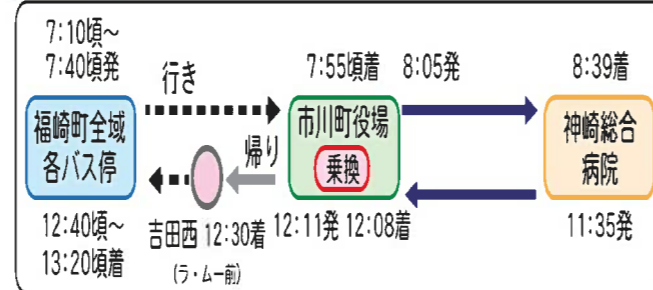 7:10頃～
7:40頃発
行き
7:55頃着 8:05発
8:39着
福崎町全域
各バス停
市川町役場
乗換
神崎総合
病院
帰り
12:40頃～
13:20頃着
吉田西 12:30着
(ラ・ムー前)
12:11発 12:08着
11:35発